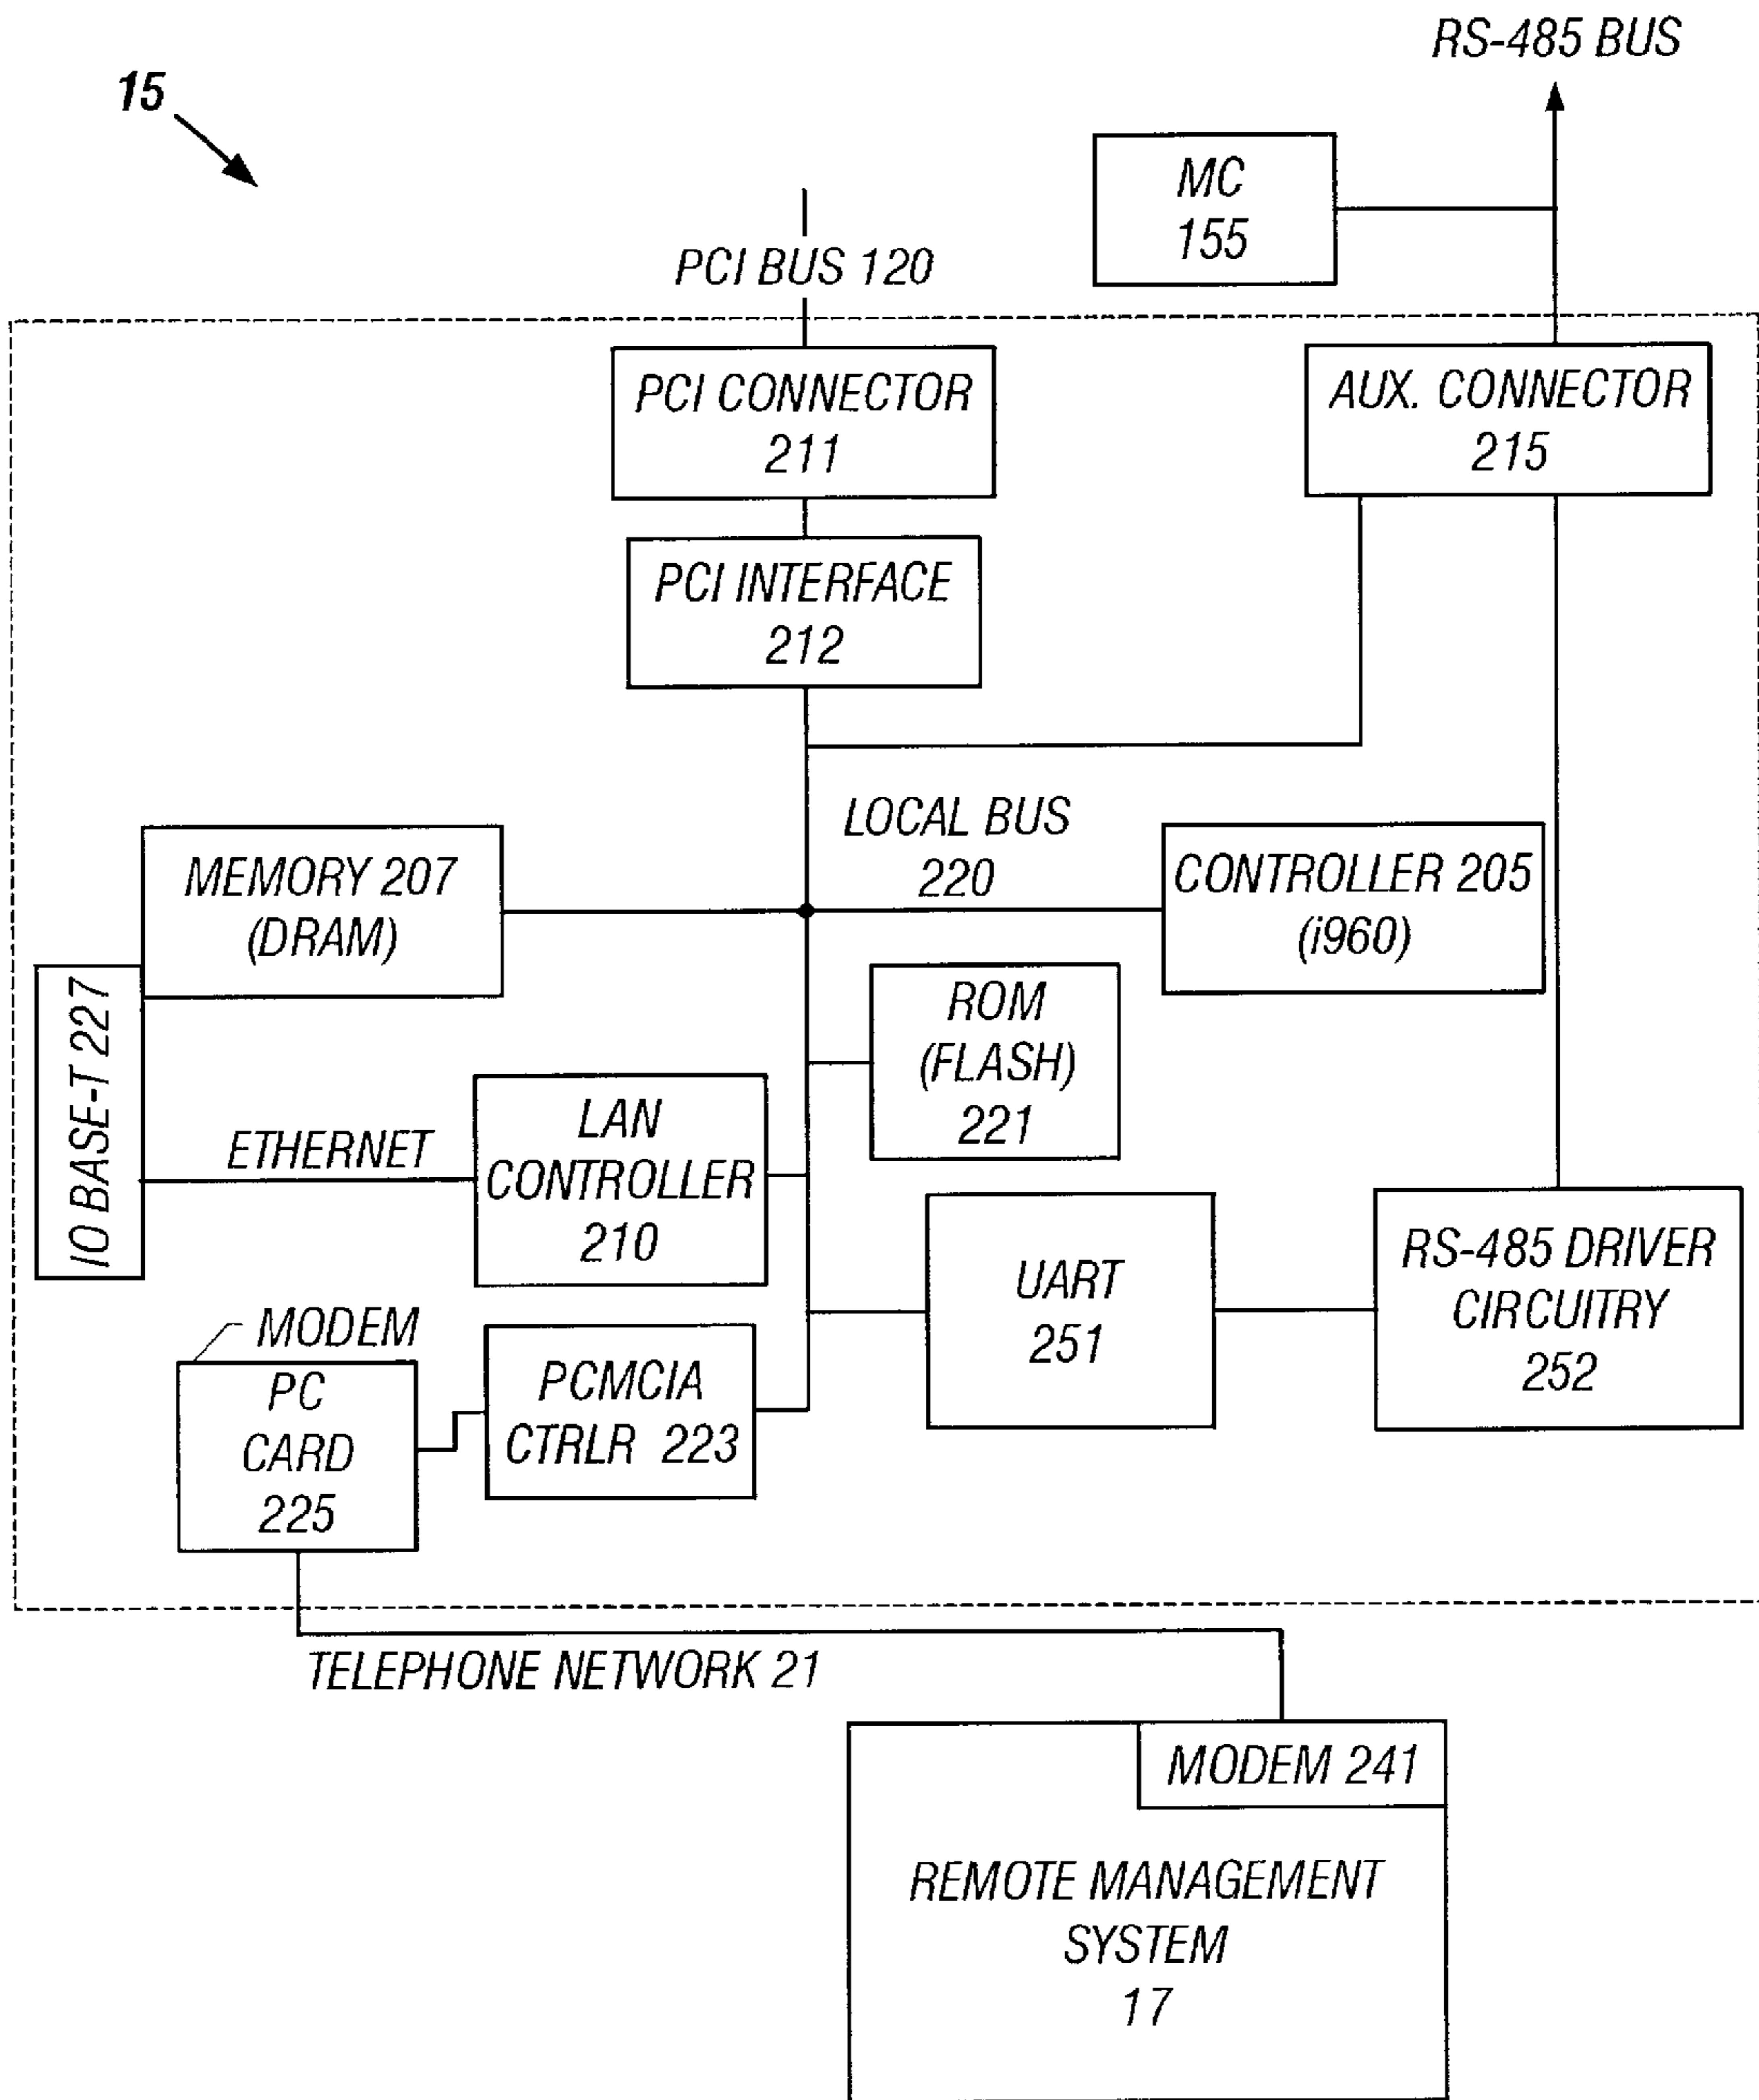 RS-485 BUS
15
MC
155
PCI BUS 120
PCI CONNECTOR
211
AUX. CONNECTOR
215
PCI INTERFACE
212
LOCAL BUS
220
MEMORY 207
(DRAM)
CONTROLLER 205
(i960)
IO BASE-T 227
ROM
(FLASH)
221
ETHERNET
LAN
CONTROLLER
210
UART
251
RS-485 DRIVER
CIRCUITRY
252
MODEM
PC
CARD
225
PCMCIA
CTRLR 223
TELEPHONE NETWORK 21
MODEM 241
REMOTE MANAGEMENT
SYSTEM
17